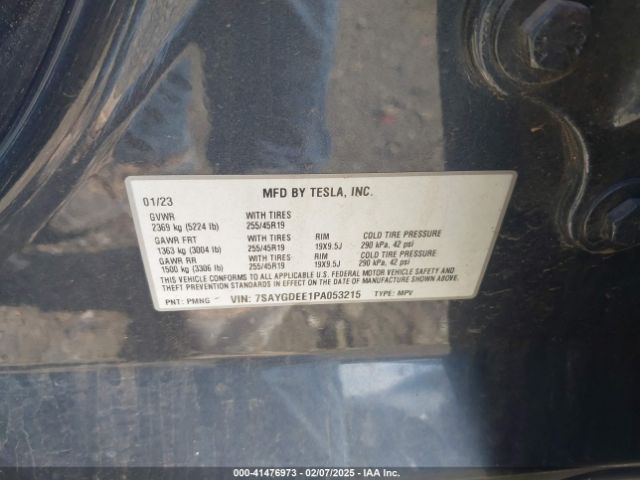 01/23 MFD BY TESLA, INC.
GVWR WITH TIRES
2369 kg (5224 lb) 255/45R19
GAWR FRT WITH TIRES RIM COLD TIRE PRESSURE
1363 kg (3004 lb) 255/45R19 19X9.5J 290 kPa, 42 psi
GAWR RR WITH TIRES RIM COLD TIRE PRESSURE
1500 kg (3306 lb) 255/45R19 19X9.5J 290 kPa, 42 psi
THIS VEHICLE CONFORMS TO ALL APPLICABLE U.S. FEDERAL MOTOR VEHICLE SAFETY AND
THEFT PREVENTION STANDARDS IN EFFECT ON THE DATE OF MANUFACTURE SHOWN ABOVE.
PNT: PMNG - VIN: 7SAYGDEE1PA053215 TYPE: MPV
000-41476973 - 02/07/2025 - IAA Inc.